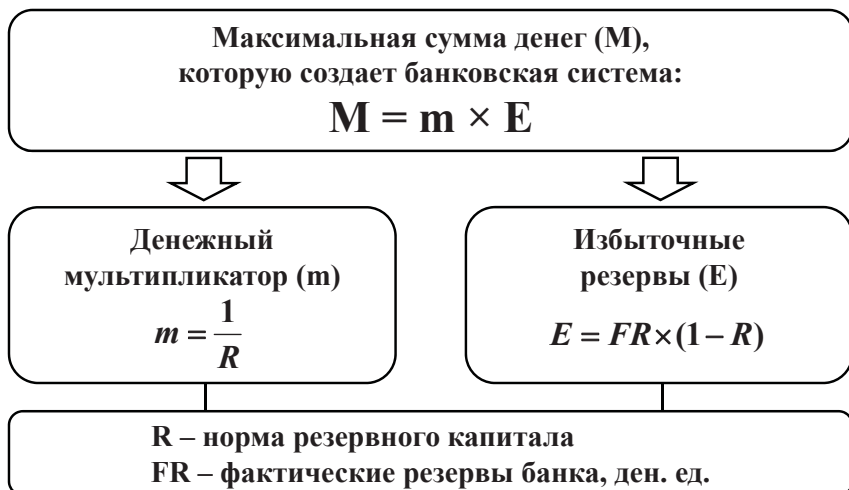 Максимальная сумма денег (М),
которую создает банковская система:
M = m × E
Денежный
мультипликатор (m)
m = 1/R
Избыточные
резервы (E)
E = FR×(1−R)
R – норма резервного капитала
FR – фактические резервы банка, ден. ед.